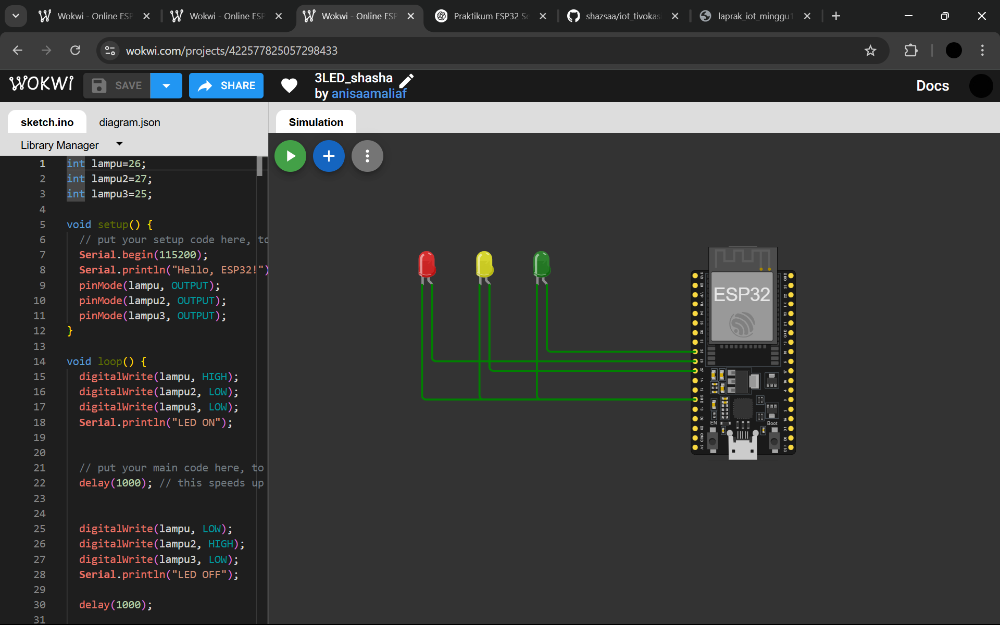 Wokwi - Online ESP
Wokwi - Online ESP
Wokwi - Online ESP
Praktikum ESP32 Se
shazsaa/iot_tivokasi
laprak_iot_minggu1
wokwi.com/projects/422577825057298433
WOKWi
SAVE
SHARE
3LED_shasha
by anisaamaliaf
Docs
sketch.ino
diagram.json
Library Manager
Simulation
1 int lampu=26;
2 int lampu2=27;
3 int lampu3=25;
4
5 void setup() {
6 // put your setup code here, to
7 Serial.begin(115200);
8 Serial.println("Hello, ESP32!")
9 pinMode(lampu, OUTPUT);
10 pinMode(lampu2, OUTPUT);
11 pinMode(lampu3, OUTPUT);
12 }
13
14 void loop() {
15 digitalWrite(lampu, HIGH);
16 digitalWrite(lampu2, LOW);
17 digitalWrite(lampu3, LOW);
18 Serial.println("LED ON");
19
20
21 // put your main code here, to
22 delay(1000); // this speeds up
23
24
25 digitalWrite(lampu, LOW);
26 digitalWrite(lampu2, HIGH);
27 digitalWrite(lampu3, LOW);
28 Serial.println("LED OFF");
29
30 delay(1000);
31
ESP32
EN
Boot